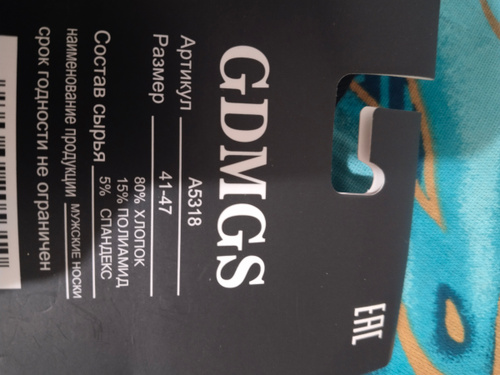 GDMGS
Артикул A5318
Размер 41-47
Состав сырья 80% ХЛОПОК
15% ПОЛИАМИД
5% СПАНДЕКС
наименование продукции МУЖСКИЕ НОСКИ
срок годности не ограничен
EAC